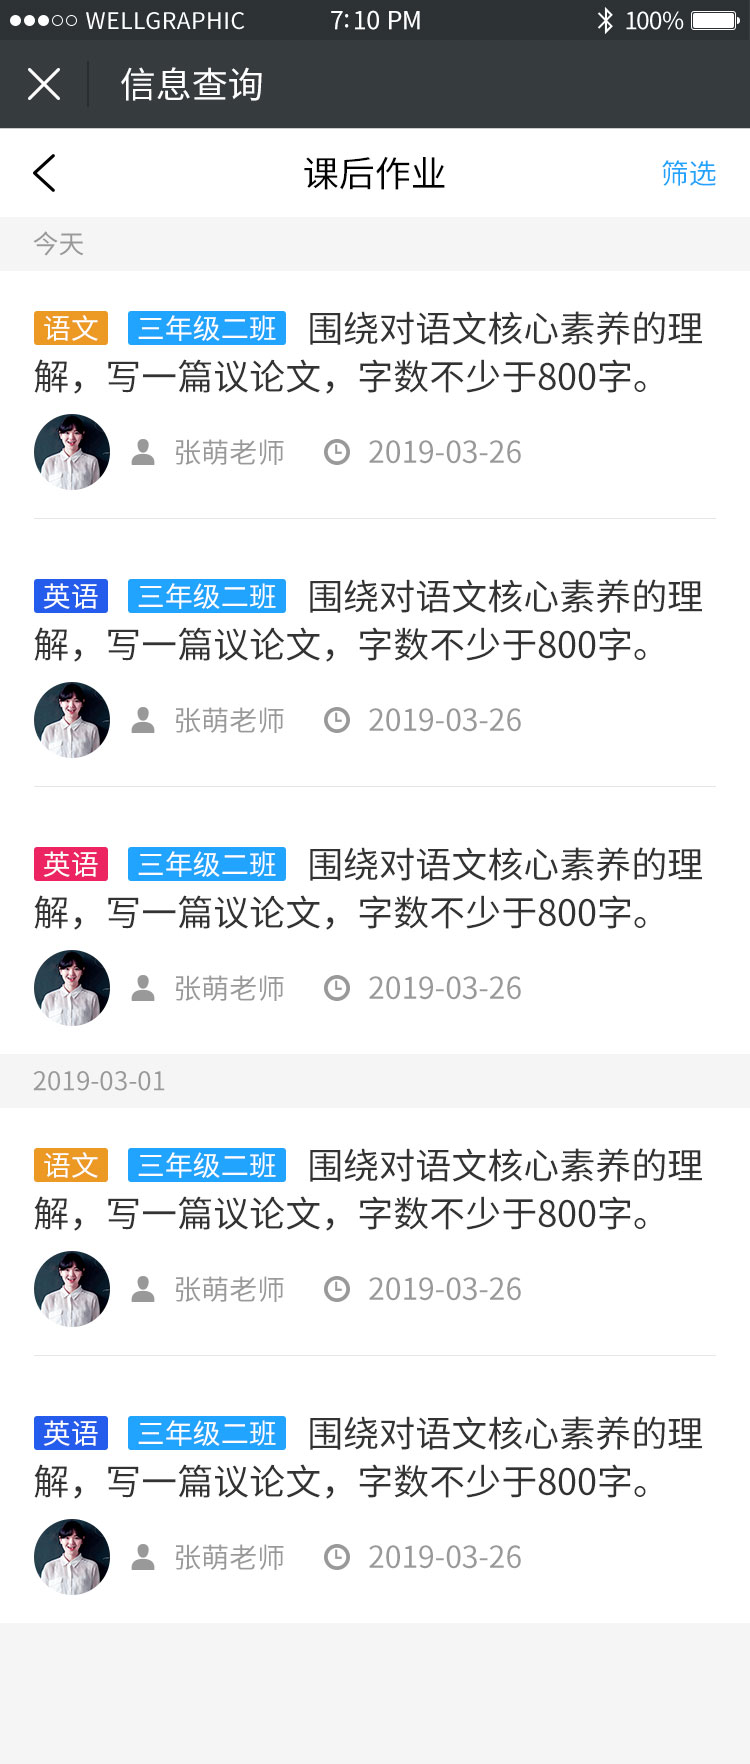 WELLGRAPHIC 7:10 PM 100%
信息查询
课后作业 筛选
今天
语文 三年级二班 围绕对语文核心素养的理
解，写一篇议论文，字数不少于800字。
张萌老师 2019-03-26
英语 三年级二班 围绕对语文核心素养的理
解，写一篇议论文，字数不少于800字。
张萌老师 2019-03-26
英语 三年级二班 围绕对语文核心素养的理
解，写一篇议论文，字数不少于800字。
张萌老师 2019-03-26
2019-03-01
语文 三年级二班 围绕对语文核心素养的理
解，写一篇议论文，字数不少于800字。
张萌老师 2019-03-26
英语 三年级二班 围绕对语文核心素养的理
解，写一篇议论文，字数不少于800字。
张萌老师 2019-03-26